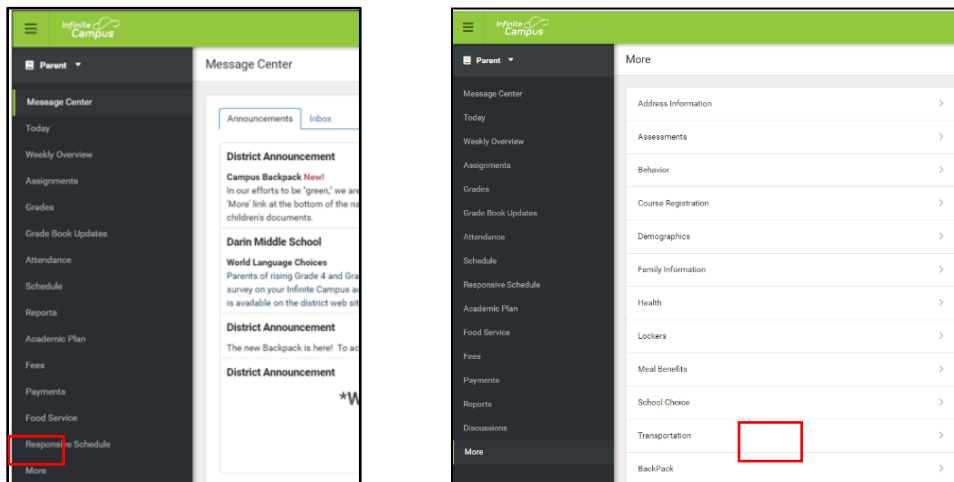 Infinite
Campus
Parent
Message Center
Message Center
Today
Weekly Overview
Assignments
Grades
Grade Book Updates
Attendance
Schedule
Reports
Academic Plan
Fees
Payments
Food Service
Responsive Schedule
More
Announcements Inbox
District Announcement
Campus Backpack New!
In our efforts to be "green," we are
'More' link at the bottom of the na
children's documents.
Darin Middle School
World Language Choices
Parents of rising Grade 4 and Gra
survey on your Infinite Campus a
is available on the district web sit
District Announcement
The new Backpack is here! To ac
District Announcement
*W
Infinite
Campus
Parent
More
Message Center
Today
Weekly Overview
Assignments
Grades
Grade Book Updates
Attendance
Schedule
Responsive Schedule
Academic Plan
Food Service
Fees
Payments
Reports
Discussions
More
Address Information
Assessments
Behavior
Course Registration
Demographics
Family Information
Health
Lockers
Meal Benefits
School Choice
Transportation
BackPack